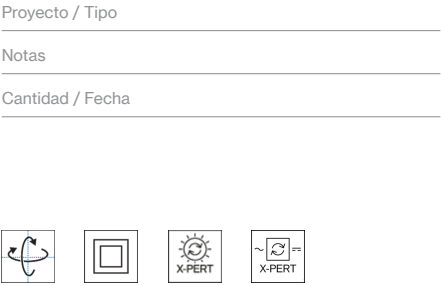 Proyecto / Tipo
Notas
Cantidad / Fecha
X-PERT
X-PERT